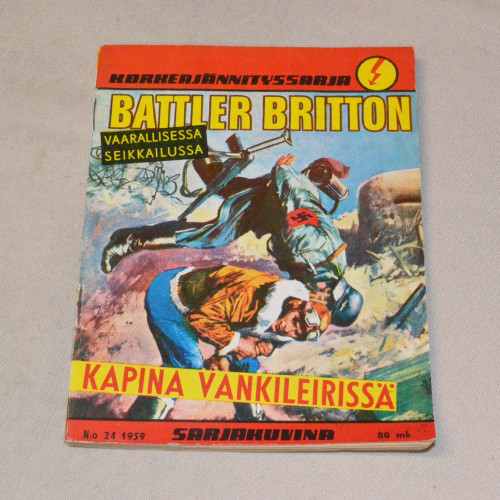 KORKEAJÄNNITYSSARJA
BATTLER BRITTON
VAARALLISESSA
SEIKKAILUSSA
KAPINA VANKILEIRISSÄ
N:o 24 1959
SARJAKUVINA
80 mk